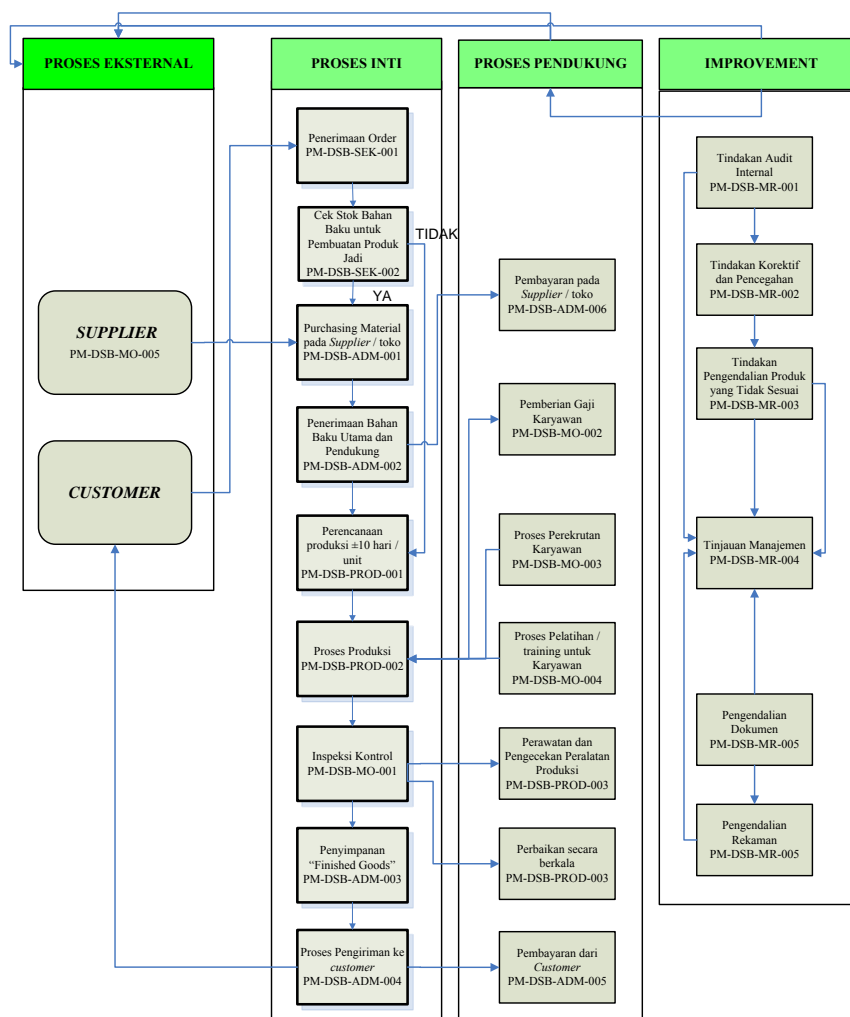 PROSES EKSTERNAL
PROSES INTI
PROSES PENDUKUNG
IMPROVEMENT
SUPPLIER
PM-DSB-MO-005
CUSTOMER
Penerimaan Order
PM-DSB-SEK-001
Cek Stok Bahan
Baku untuk
Pembuatan Produk
Jadi
PM-DSB-SEK-002
TIDAK
YA
Purchasing Material
pada Supplier / toko
PM-DSB-ADM-001
Penerimaan Bahan
Baku Utama dan
Pendukung
PM-DSB-ADM-002
Perencanaan
produksi ±10 hari /
unit
PM-DSB-PROD-001
Proses Produksi
PM-DSB-PROD-002
Inspeksi Kontrol
PM-DSB-MO-001
Penyimpanan
“Finished Goods”
PM-DSB-ADM-003
Proses Pengiriman ke
customer
PM-DSB-ADM-004
Pembayaran pada
Supplier / toko
PM-DSB-ADM-006
Pemberian Gaji
Karyawan
PM-DSB-MO-002
Proses Perekrutan
Karyawan
PM-DSB-MO-003
Proses Pelatihan /
training untuk
Karyawan
PM-DSB-MO-004
Perawatan dan
Pengecekan Peralatan
Produksi
PM-DSB-PROD-003
Perbaikan secara
berkala
PM-DSB-PROD-003
Pembayaran dari
Customer
PM-DSB-ADM-005
Tindakan Audit
Internal
PM-DSB-MR-001
Tindakan Korektif
dan Pencegahan
PM-DSB-MR-002
Tindakan
Pengendalian Produk
yang Tidak Sesuai
PM-DSB-MR-003
Tinjauan Manajemen
PM-DSB-MR-004
Pengendalian
Dokumen
PM-DSB-MR-005
Pengendalian
Rekaman
PM-DSB-MR-005